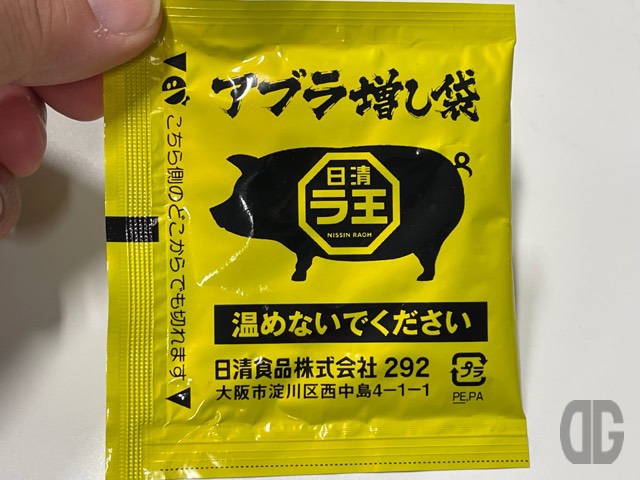 アブラ増し袋
こちら側のどこからでも切れます
日清
ラ王
NISSIN RAOH
温めないでください
日清食品株式会社 292
大阪市淀川区西中島4-1-1
プラ
PE,PA
DG